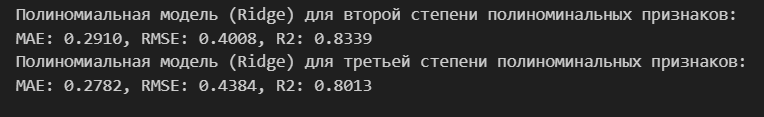 Полиномиальная модель (Ridge) для второй степени полиноминальных признаков:
MAE: 0.2910, RMSE: 0.4008, R2: 0.8339
Полиномиальная модель (Ridge) для третьей степени полиноминальных признаков:
MAE: 0.2782, RMSE: 0.4384, R2: 0.8013